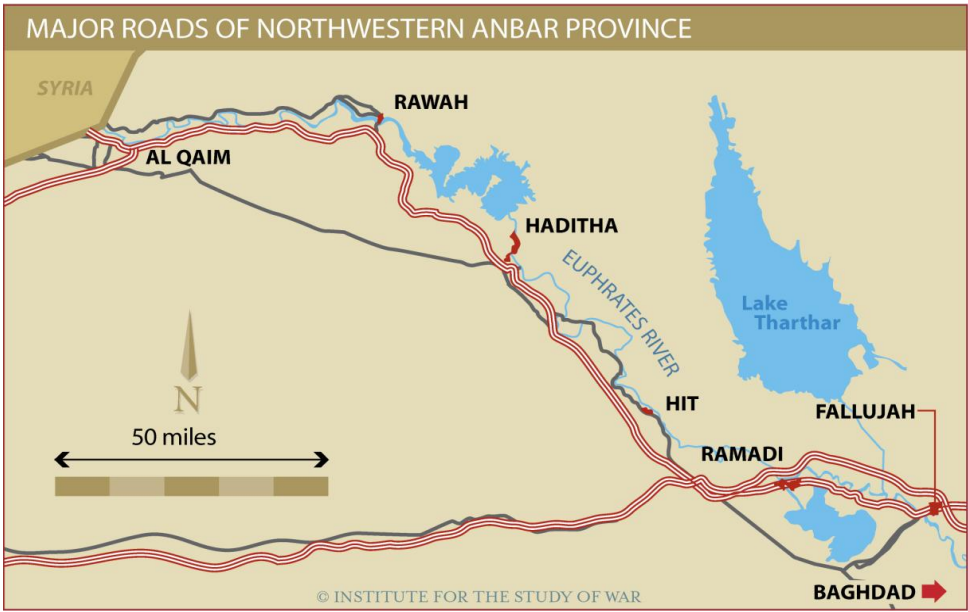 MAJOR ROADS OF NORTHWESTERN ANBAR PROVINCE
SYRIA
RAWAH
AL QAIM
HADITHA
EUPHRATES RIVER
Lake
Tharthar
N
50 miles
HIT
FALLUJAH
RAMADI
BAGHDAD
© INSTITUTE FOR THE STUDY OF WAR